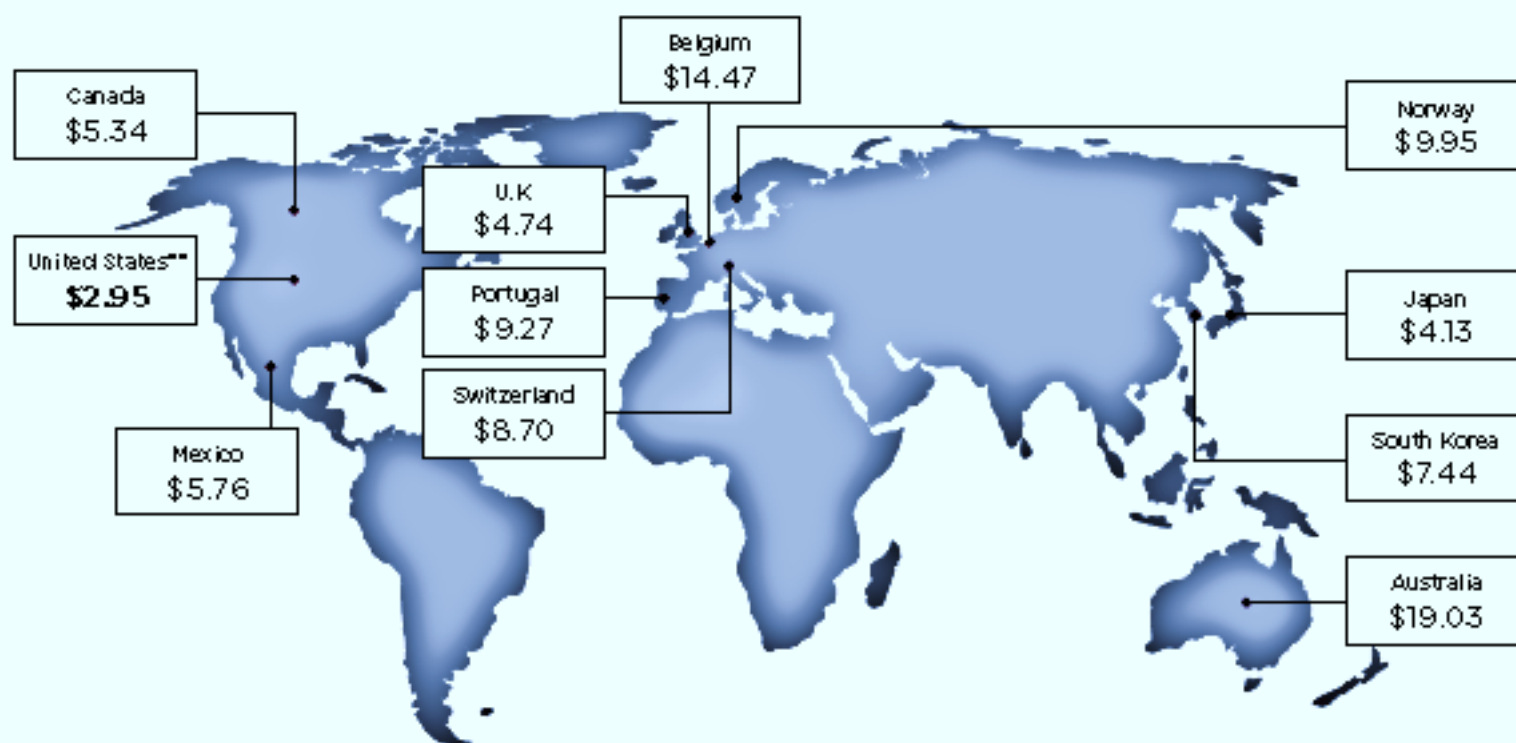 Belgium
$14.47
Canada
$5.34
Norway
$9.95
U.K
$4.74
United States**
$2.95
Portugal
$9.27
Japan
$4.13
Switzerland
$8.70
Mexico
$5.76
South Korea
$7.44
Australia
$19.03